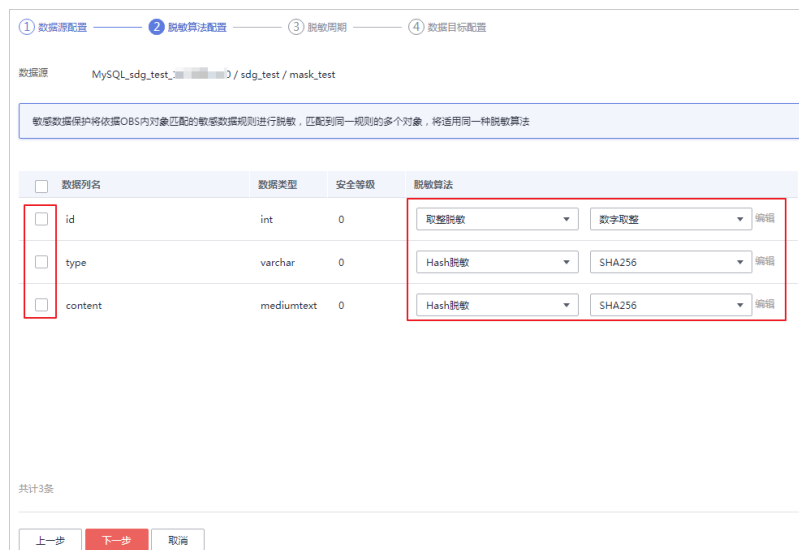 1 数据源配置 2 脱敏算法配置 3 脱敏周期 4 数据目标配置
数据源 MySQL_sdg_test_ 0 / sdg_test / mask_test
敏感数据保护将依据OBS内对象匹配的敏感数据规则进行脱敏，匹配到同一规则的多个对象，将适用同一种脱敏算法
数据列名 数据类型 安全等级 脱敏算法
id int 0 取整脱敏 数字取整 编辑
type varchar 0 Hash脱敏 SHA256 编辑
content mediumtext 0 Hash脱敏 SHA256 编辑
共计3条
上一步 下一步 取消